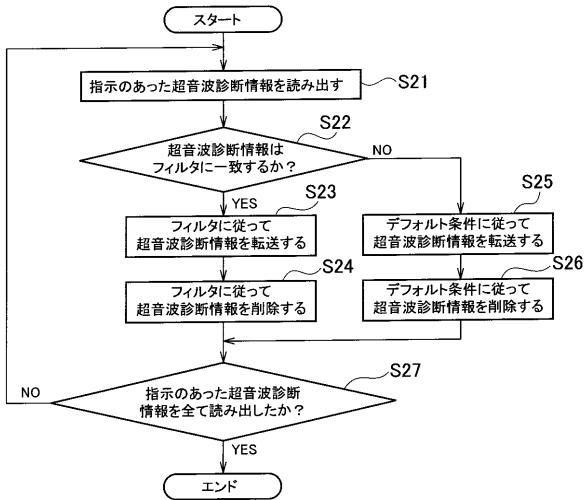 スタート
指示のあった超音波診断情報を読み出す
S21
超音波診断情報は
フィルタに一致するか?
S22
NO
YES
フィルタに従って
超音波診断情報を転送する
S23
デフォルト条件に従って
超音波診断情報を転送する
S25
フィルタに従って
超音波診断情報を削除する
S24
デフォルト条件に従って
超音波診断情報を削除する
S26
指示のあった超音波診断
情報を全て読み出したか?
S27
NO
YES
エンド